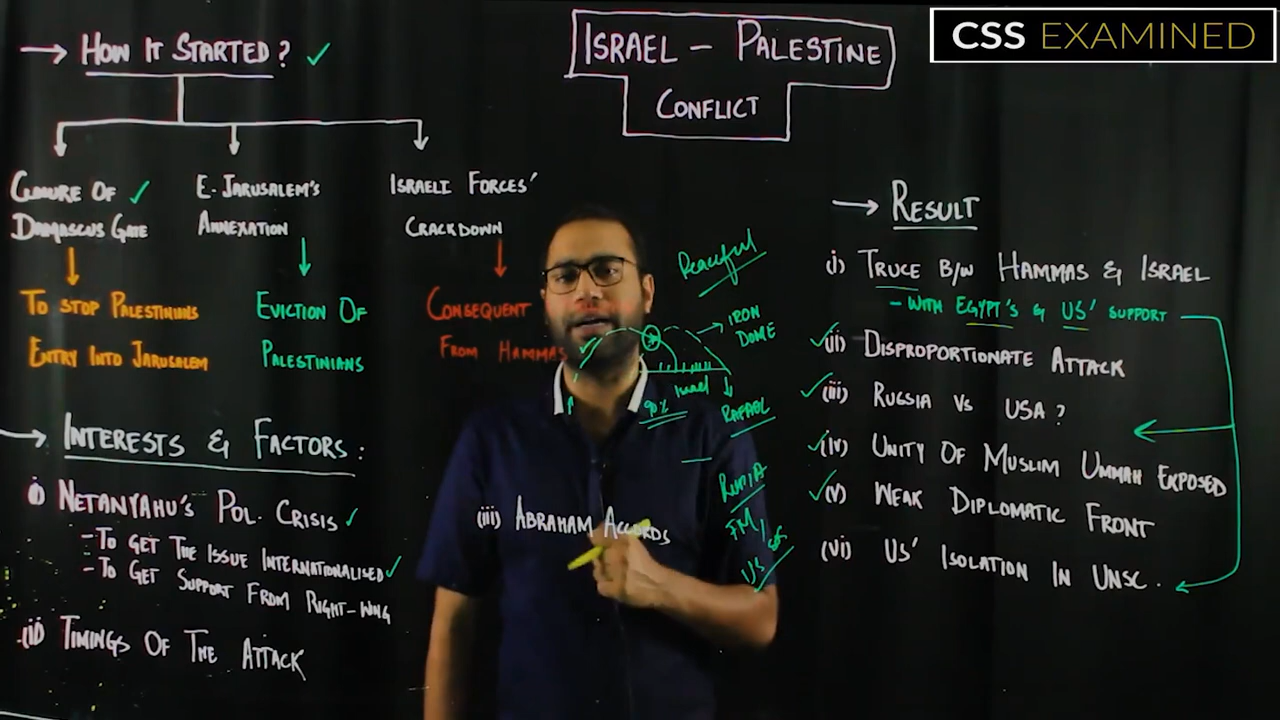 CSS EXAMINED
ISRAEL – PALESTINE
CONFLICT
→ HOW IT STARTED? ✓
CLOSURE OF ✓
DAMASCUS GATE
TO STOP PALESTINIANS
ENTRY INTO JERUSALEM
E. JARUSALEM'S
ANNEXATION
EVICTION OF
PALESTINIANS
ISRAELI FORCES'
CRACKDOWN
CONSEQUENT
FROM HAMMAS
→ INTERESTS & FACTORS:
(i) NETANYAHU'S POL. CRISIS ✓
- TO GET THE ISSUE INTERNATIONALISED ✓
- TO GET SUPPORT FROM RIGHT-WNG
(ii) TIMINGS OF THE ATTACK
(iii) ABRAHAM ACCORDS
Peaceful
IRON
DOME
Israel
90%
RAFAEL
RUSSIA
FM/
US
→ RESULT
i) TRUCE B/W HAMMAS & ISRAEL
- WITH EGYPT'S & US' SUPPORT
(ii) DISPROPORTIONATE ATTACK
(iii) RUSSIA VS USA?
(iv) UNITY OF MUSLIM UMMAH EXPOSED
(v) WEAK DIPLOMATIC FRONT
(vi) US' ISOLATION IN UNSC.